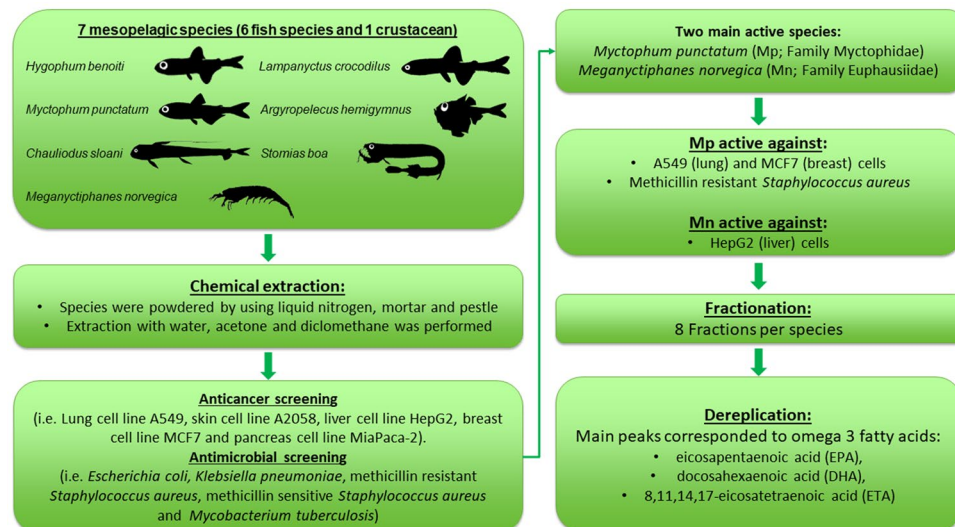 7 mesopelagic species (6 fish species and 1 crustacean)
Hygophum benoiti
Lampanyctus crocodilus
Myctophum punctatum
Argyropelecus hemigymnus
Chauliodus sloani
Stomias boa
Meganyctiphanes norvegica
Chemical extraction:
• Species were powdered by using liquid nitrogen, mortar and pestle
• Extraction with water, acetone and diclomethane was performed
Anticancer screening
(i.e. Lung cell line A549, skin cell line A2058, liver cell line HepG2, breast
cell line MCF7 and pancreas cell line MiaPaca-2).
Antimicrobial screening
(i.e. Escherichia coli, Klebsiella pneumoniae, methicillin resistant
Staphylococcus aureus, methicillin sensitive Staphylococcus aureus
and Mycobacterium tuberculosis)
Two main active species:
Myctophum punctatum (Mp; Family Myctophidae)
Meganyctiphanes norvegica (Mn; Family Euphausiidae)
Mp active against:
• A549 (lung) and MCF7 (breast) cells
• Methicillin resistant Staphylococcus aureus
Mn active against:
• HepG2 (liver) cells
Fractionation:
8 Fractions per species
Dereplication:
Main peaks corresponded to omega 3 fatty acids:
• eicosapentaenoic acid (EPA),
• docosahexaenoic acid (DHA),
• 8,11,14,17-eicosatetraenoic acid (ETA)